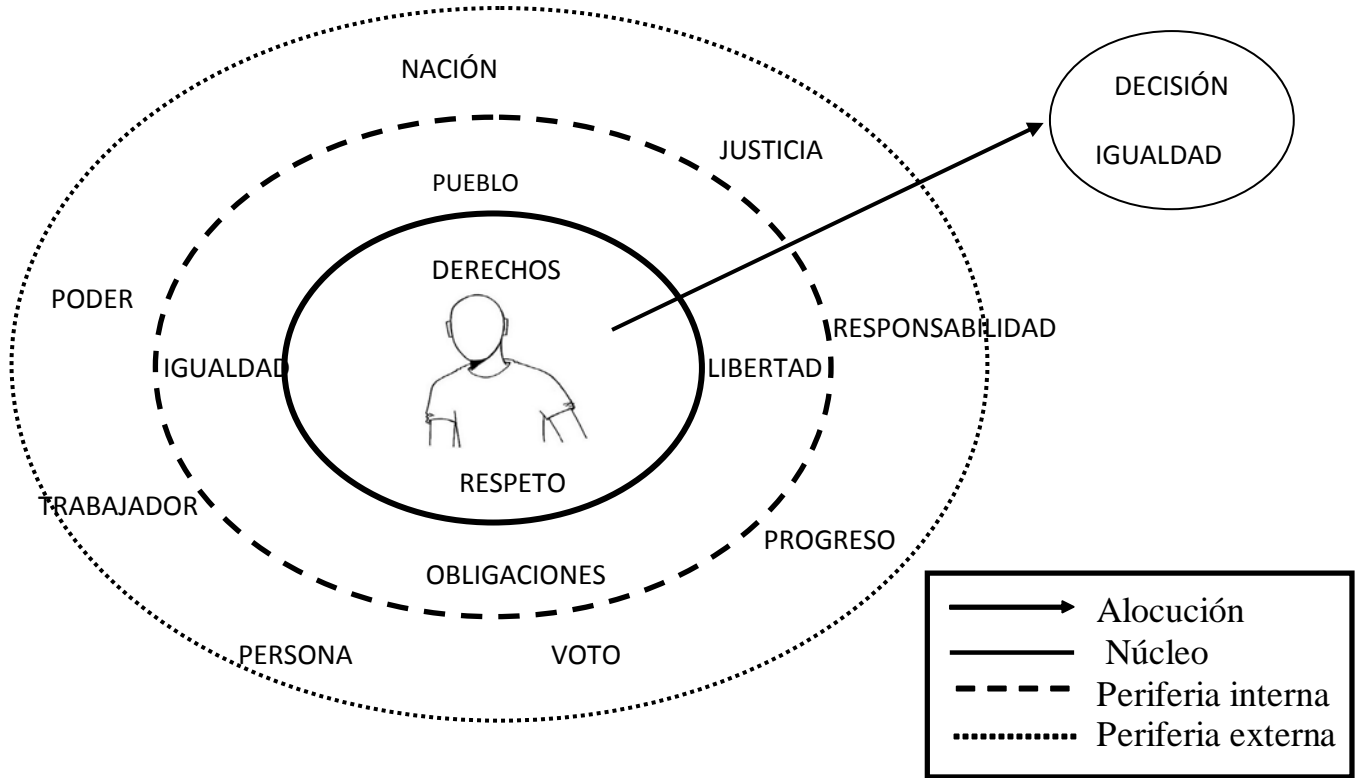 NACIÓN
DECISIÓN
JUSTICIA
IGUALDAD
PUEBLO
DERECHOS
PODER
RESPONSABILIDAD
IGUALDAD
LIBERTAD
RESPETO
TRABAJADOR
PROGRESO
OBLIGACIONES
PERSONA
VOTO
Alocución
Núcleo
Periferia interna
Periferia externa